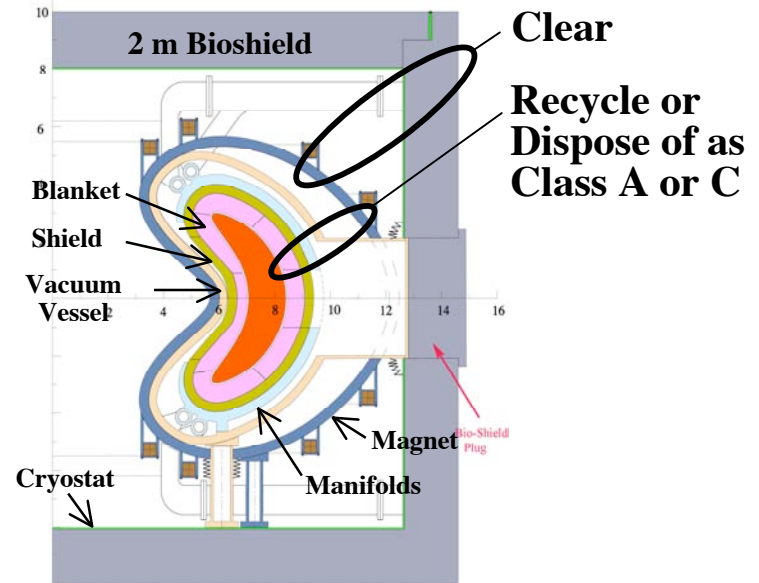 10
2 m Bioshield
Clear
8
Recycle or
Dispose of as
Class A or C
6
Blanket
Shield
Vacuum
Vessel
2
4
6
8
10
12
14
16
Magnet
Bio-Shield
Plug
Manifolds
Cryostat